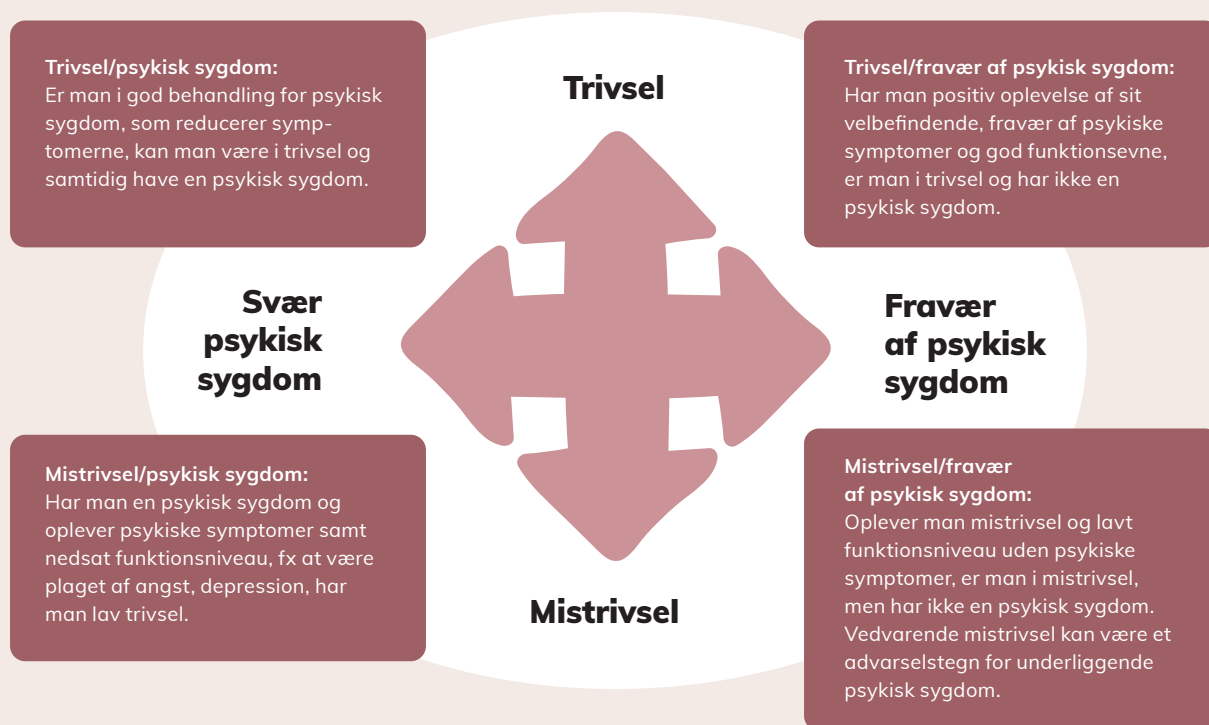 Trivsel/psykisk sygdom:
Er man i god behandling for psykisk
sygdom, som reducerer symp-
tomerne, kan man være i trivsel og
samtidig have en psykisk sygdom.
Trivsel
Trivsel/fravær af psykisk sygdom:
Har man positiv oplevelse af sit
velbefindende, fravær af psykiske
symptomer og god funktionsevne,
er man i trivsel og har ikke en
psykisk sygdom.
Svær
psykisk
sygdom
Fravær
af psykisk
sygdom
Mistrivsel/psykisk sygdom:
Har man en psykisk sygdom og
oplever psykiske symptomer samt
nedsat funktionsniveau, fx at være
plaget af angst, depression, har
man lav trivsel.
Mistrivsel
Mistrivsel/fravær
af psykisk sygdom:
Oplever man mistrivsel og lavt
funktionsniveau uden psykiske
symptomer, er man i mistrivsel,
men har ikke en psykisk sygdom.
Vedvarende mistrivsel kan være et
advarselstegn for underliggende
psykisk sygdom.